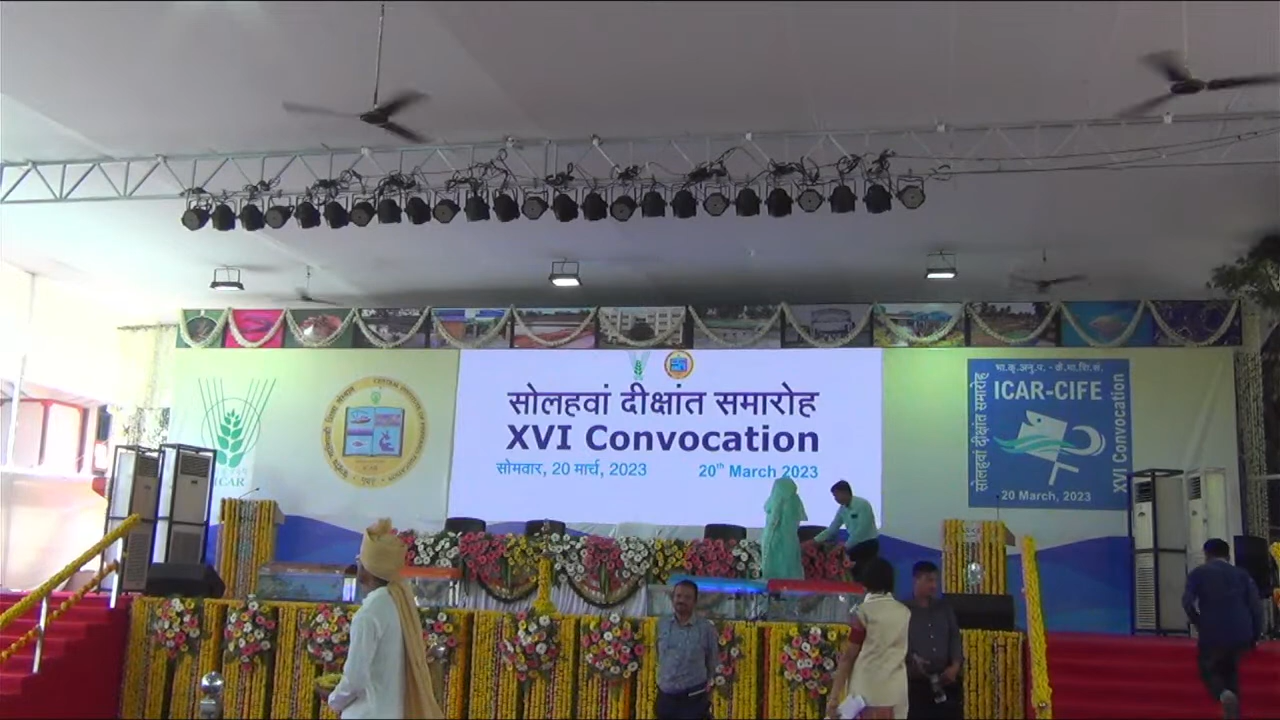 सोलहवां दीक्षांत समारोह
XVI Convocation
सोमवार, 20 मार्च, 2023
20th March 2023
ICAR
भा.कृ.अनु.प. - के.मा.शि.सं.
ICAR-CIFE
सोलहवां दीक्षांत समारोह
XVI Convocation
20 March, 2023